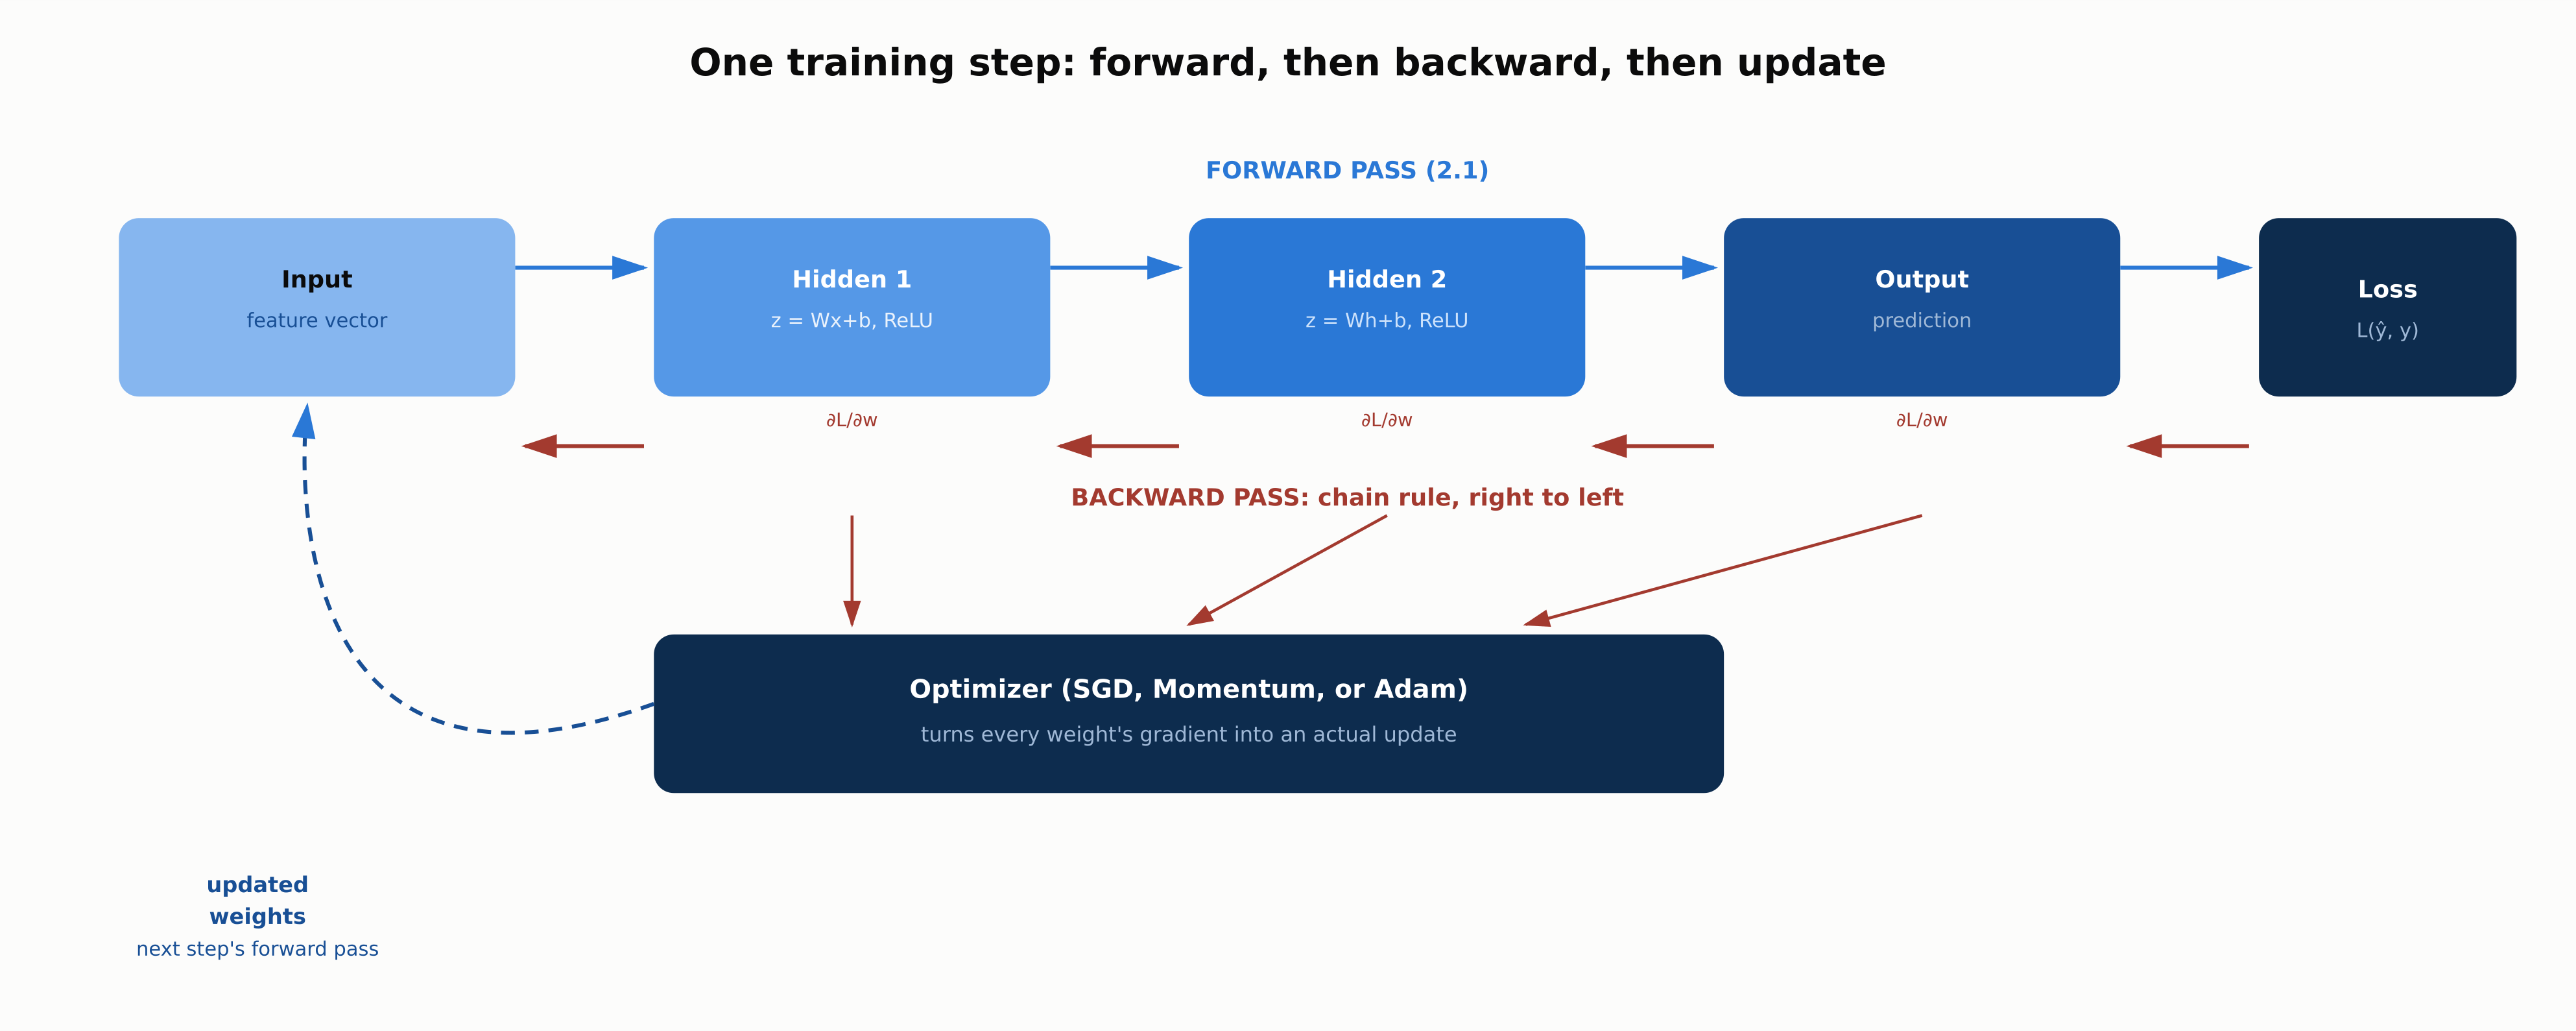 One training step: forward, then backward, then update
FORWARD PASS (2.1)
Input
feature vector
Hidden 1
z = Wx+b, ReLU
Hidden 2
z = Wh+b, ReLU
Output
prediction
Loss
L(ŷ, y)
∂L/∂w
∂L/∂w
∂L/∂w
BACKWARD PASS: chain rule, right to left
Optimizer (SGD, Momentum, or Adam)
turns every weight's gradient into an actual update
updated
weights
next step's forward pass